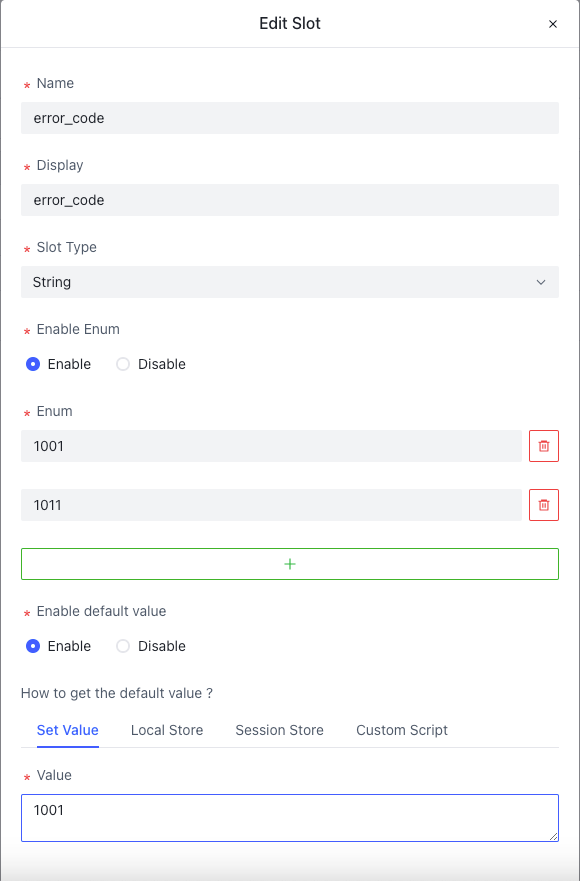 Edit Slot ×
* Name
error_code
* Display
error_code
* Slot Type
String
* Enable Enum
Enable Disable
* Enum
1001
1011
+
* Enable default value
Enable Disable
How to get the default value ?
Set Value Local Store Session Store Custom Script
* Value
1001